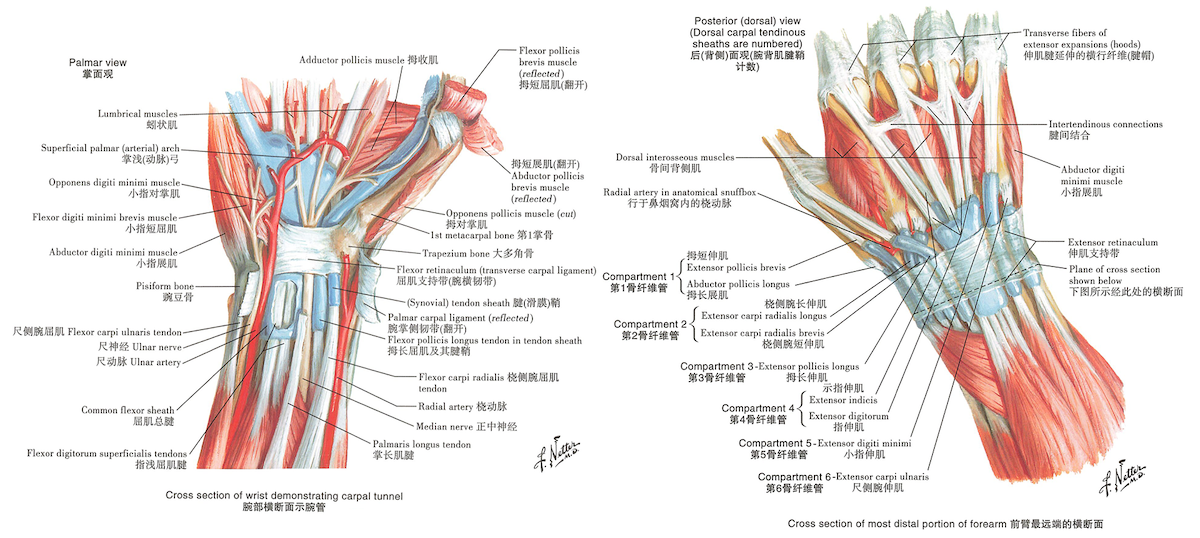 Palmar view
掌面观
Adductor pollicis muscle 拇收肌
Flexor pollicis
brevis muscle
(reflected)
拇短屈肌(翻开)
Lumbrical muscles
蚓状肌
Superficial palmar (arterial) arch
掌浅(动脉)弓
Opponens digiti minimi muscle
小指对掌肌
Flexor digiti minimi brevis muscle
小指短屈肌
Abductor digiti minimi muscle
小指展肌
Pisiform bone
豌豆骨
尺侧腕屈肌 Flexor carpi ulnaris tendon
尺神经 Ulnar nerve
尺动脉 Ulnar artery
Common flexor sheath
屈肌总腱
Flexor digitorum superficialis tendons
指浅屈肌腱
拇短展肌(翻开)
Abductor pollicis
brevis muscle
(reflected)
Opponens pollicis muscle (cut)
拇对掌肌
1st metacarpal bone 第1掌骨
Trapezium bone 大多角骨
Flexor retinaculum (transverse carpal ligament)
屈肌支持带(腕横韧带)
(Synovial) tendon sheath 腱(滑膜)鞘
Palmar carpal ligament (reflected)
腕掌侧韧带(翻开)
Flexor pollicis longus tendon in tendon sheath
拇长屈肌及其腱鞘
Flexor carpi radialis 桡侧腕屈肌
tendon
Radial artery 桡动脉
Median nerve 正中神经
Palmaris longus tendon
掌长肌腱
F. Netter
M.D.
Cross section of wrist demonstrating carpal tunnel
腕部横断面示腕管
Posterior (dorsal) view
(Dorsal carpal tendinous
sheaths are numbered)
后(背侧)面观(腕背肌腱鞘
计数)
Transverse fibers of
extensor expansions (hoods)
伸肌腱延伸的横行纤维(腱帽)
Intertendinous connections
腱间结合
Abductor digiti
minimi muscle
小指展肌
Extensor retinaculum
伸肌支持带
Plane of cross section
shown below
下图所示经此处的横断面
Dorsal interosseous muscles
骨间背侧肌
Radial artery in anatomical snuffbox
行于鼻烟窝内的桡动脉
Compartment 1
第1骨纤维管
拇短伸肌
Extensor pollicis brevis
Abductor pollicis longus
拇长展肌
Compartment 2
第2骨纤维管
桡侧腕长伸肌
Extensor carpi radialis longus
Extensor carpi radialis brevis
桡侧腕短伸肌
Compartment 3-Extensor pollicis longus
第3骨纤维管 拇长伸肌
Compartment 4
第4骨纤维管
示指伸肌
Extensor indicis
Extensor digitorum
指伸肌
Compartment 5-Extensor digiti minimi
第5骨纤维管 小指伸肌
Compartment 6-Extensor carpi ulnaris
第6骨纤维管 尺侧腕伸肌
F. Netter
M.D.
Cross section of most distal portion of forearm 前臂最远端的横断面